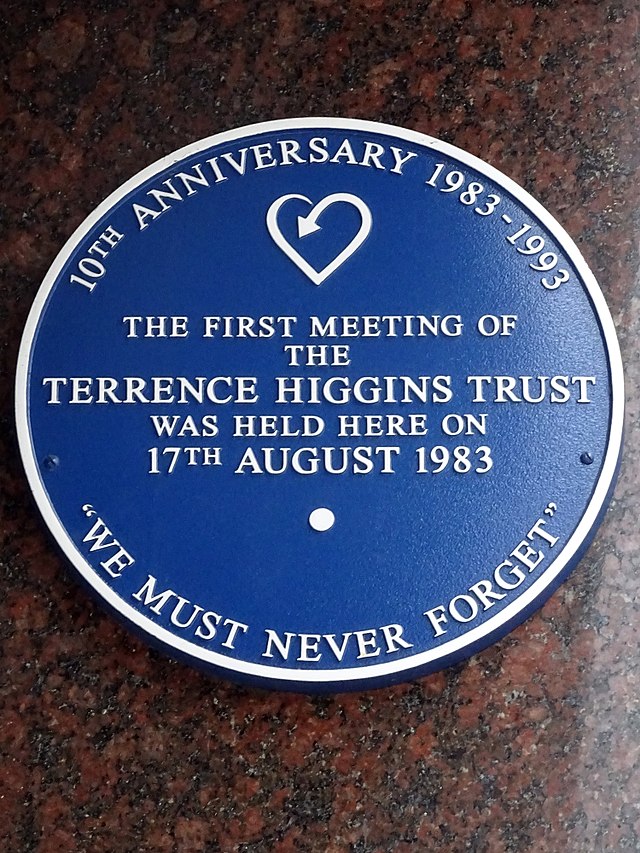 10TH ANNIVERSARY 1983-1993
THE FIRST MEETING OF
THE
TERRENCE HIGGINS TRUST
WAS HELD HERE ON
17TH AUGUST 1983
"WE MUST NEVER FORGET"